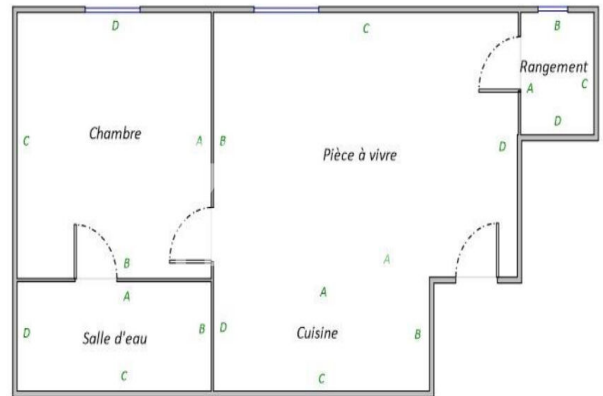 D
C
B
Rangement
C
A
D
Chambre
C
A
B
Pièce à vivre
D
B
A
A
A
Salle d'eau
D
B
D
Cuisine
B
C
C